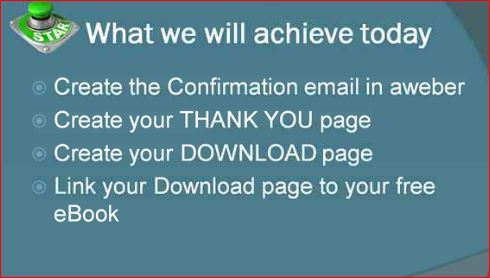 STAR
What we will achieve today
Create the Confirmation email in aweber
Create your THANK YOU page
Create your DOWNLOAD page
Link your Download page to your free
eBook